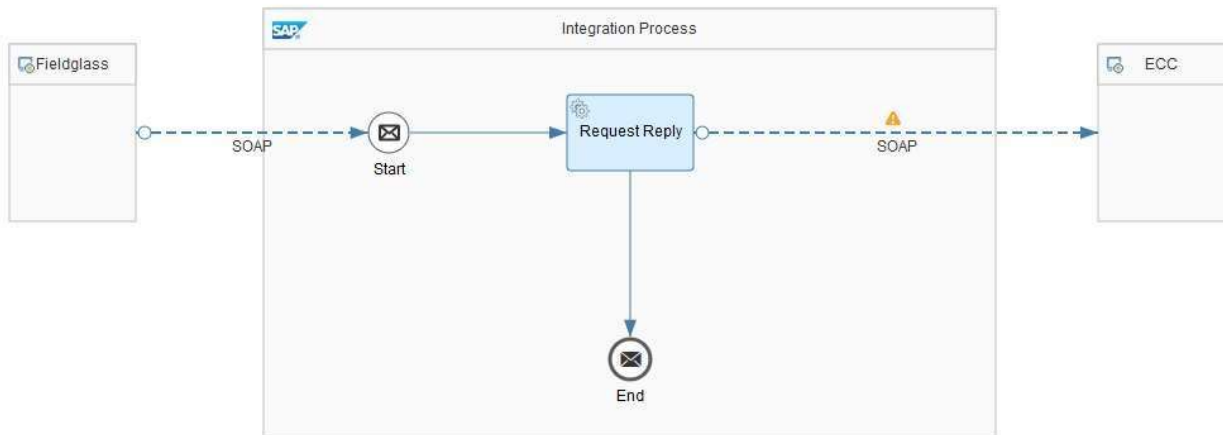 SAP
Integration Process
Fieldglass
ECC
Request Reply
SOAP
SOAP
Start
End